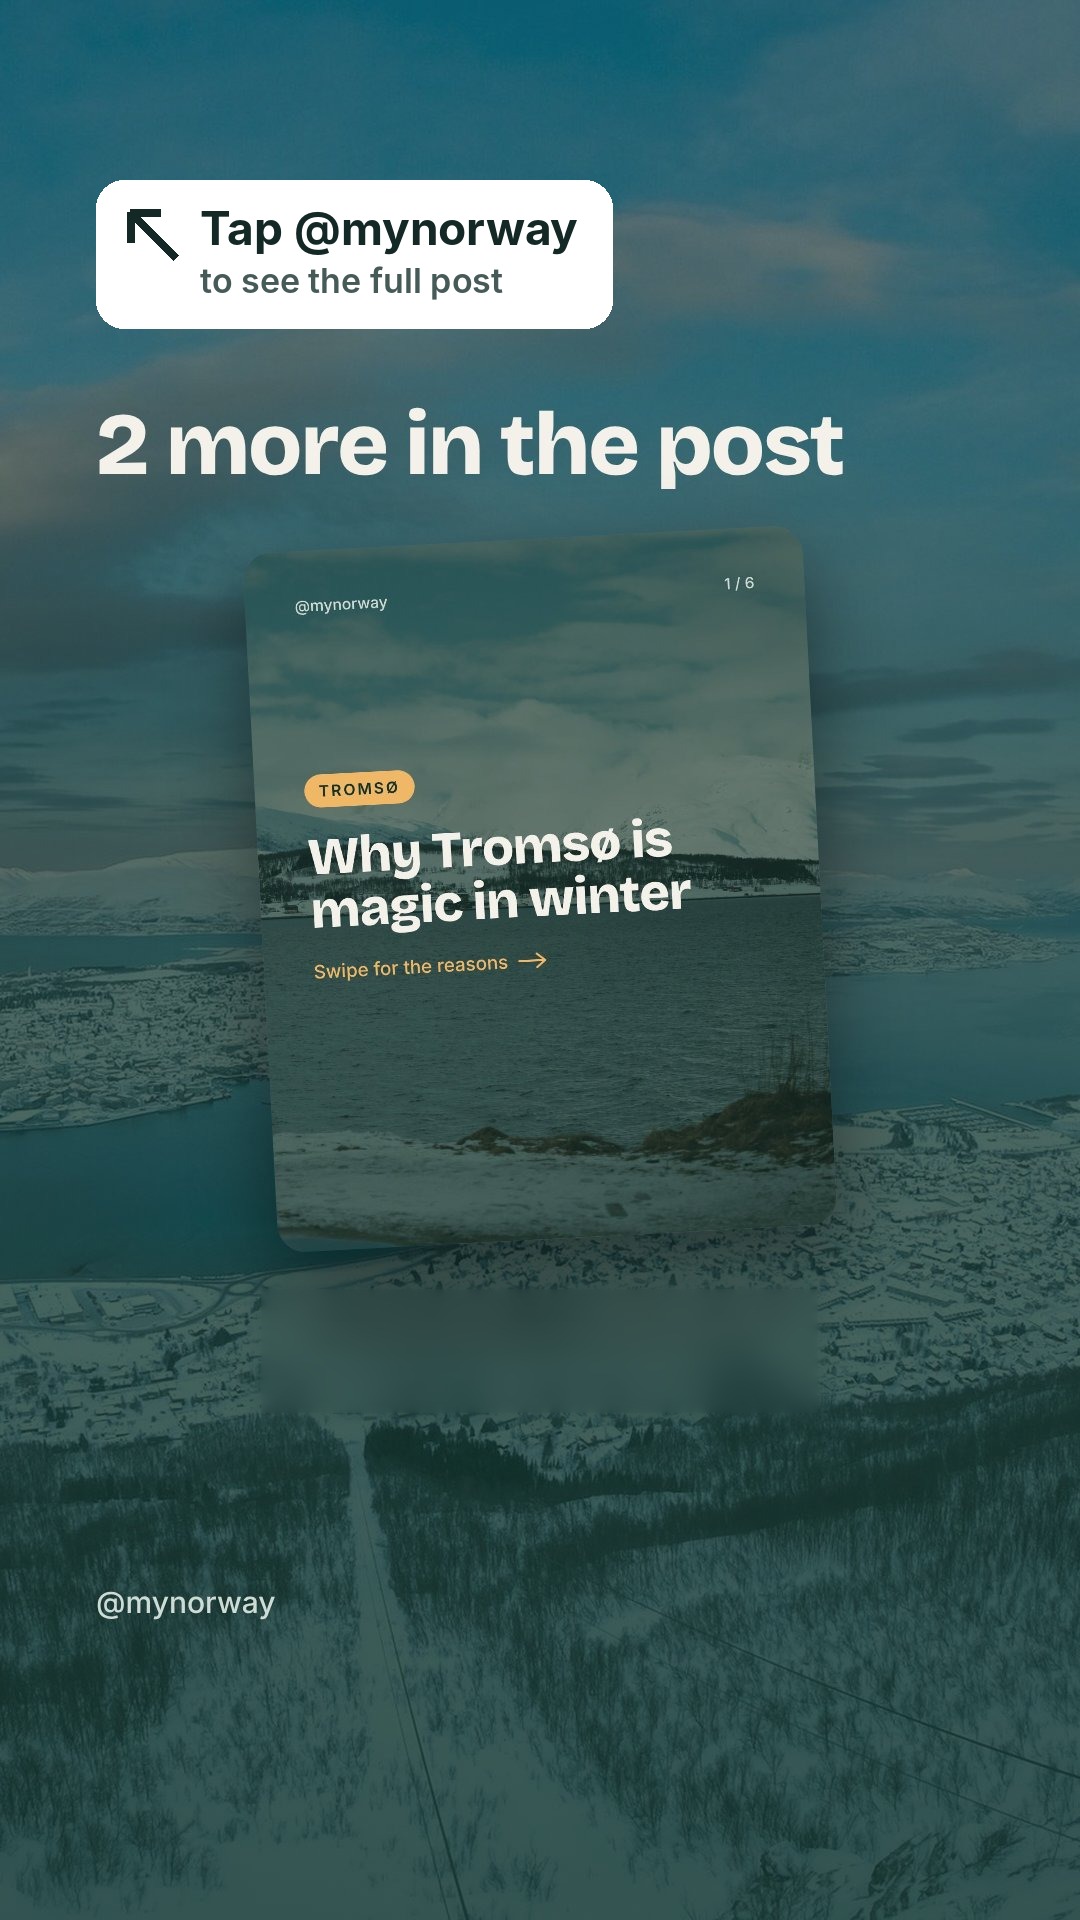 Tap @mynorway
to see the full post
2 more in the post
@mynorway
1 / 6
TROMSØ
Why Tromsø is
magic in winter
Swipe for the reasons →
@mynorway